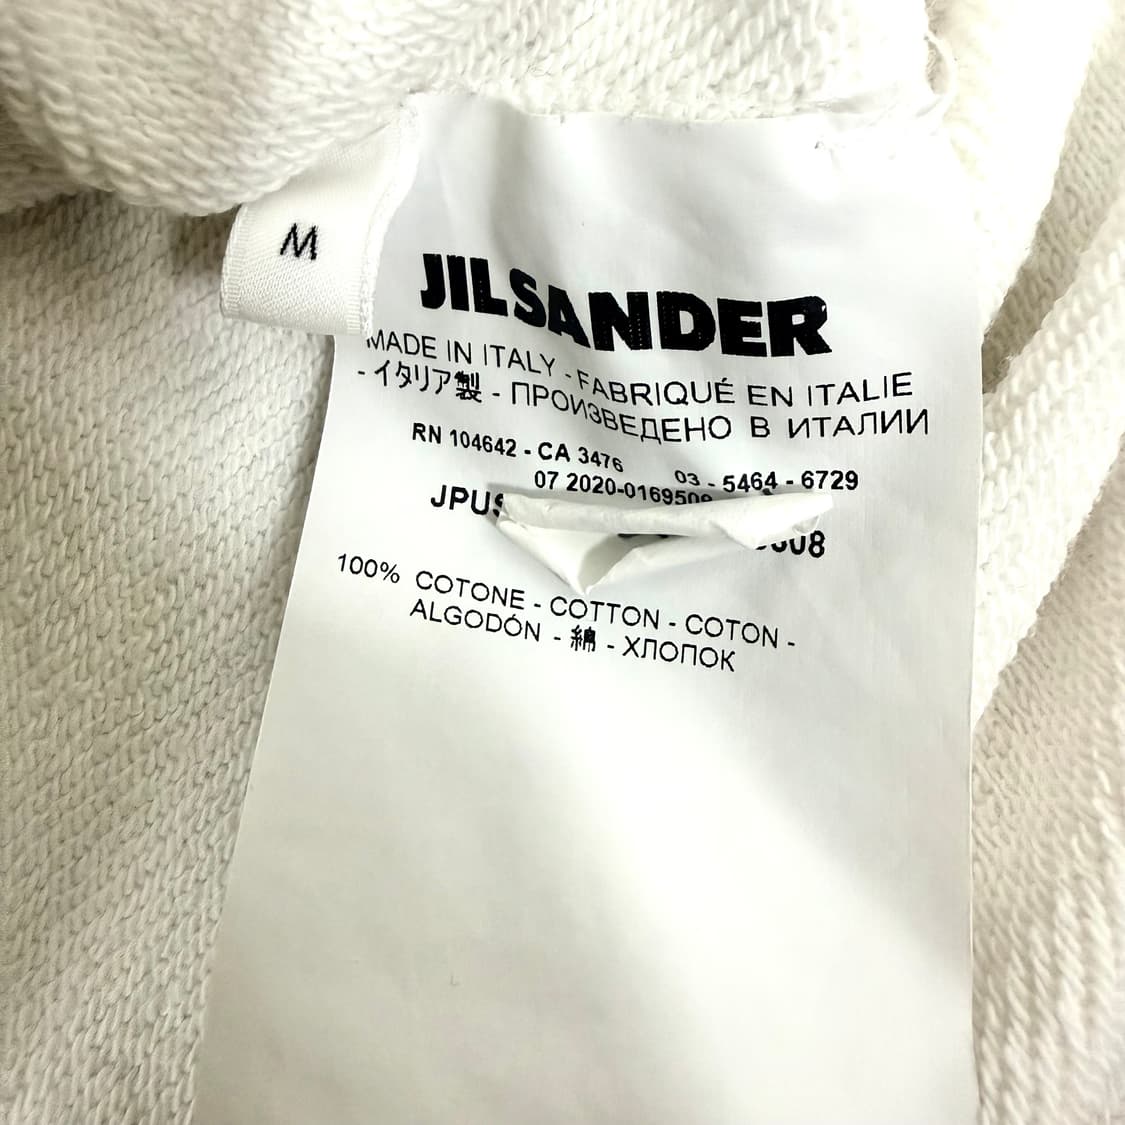 M
JILSANDER
MADE IN ITALY - FABRIQUÉ EN ITALIE
- イタリア製 - ПРОИЗВЕДЕНО В ИТАЛИИ
RN 104642 - CA 3476 03 - 5464 - 6729
07 2020-
100% COTONE - COTTON - COTON -
ALGODÓN - 綿 - ХЛОПОК